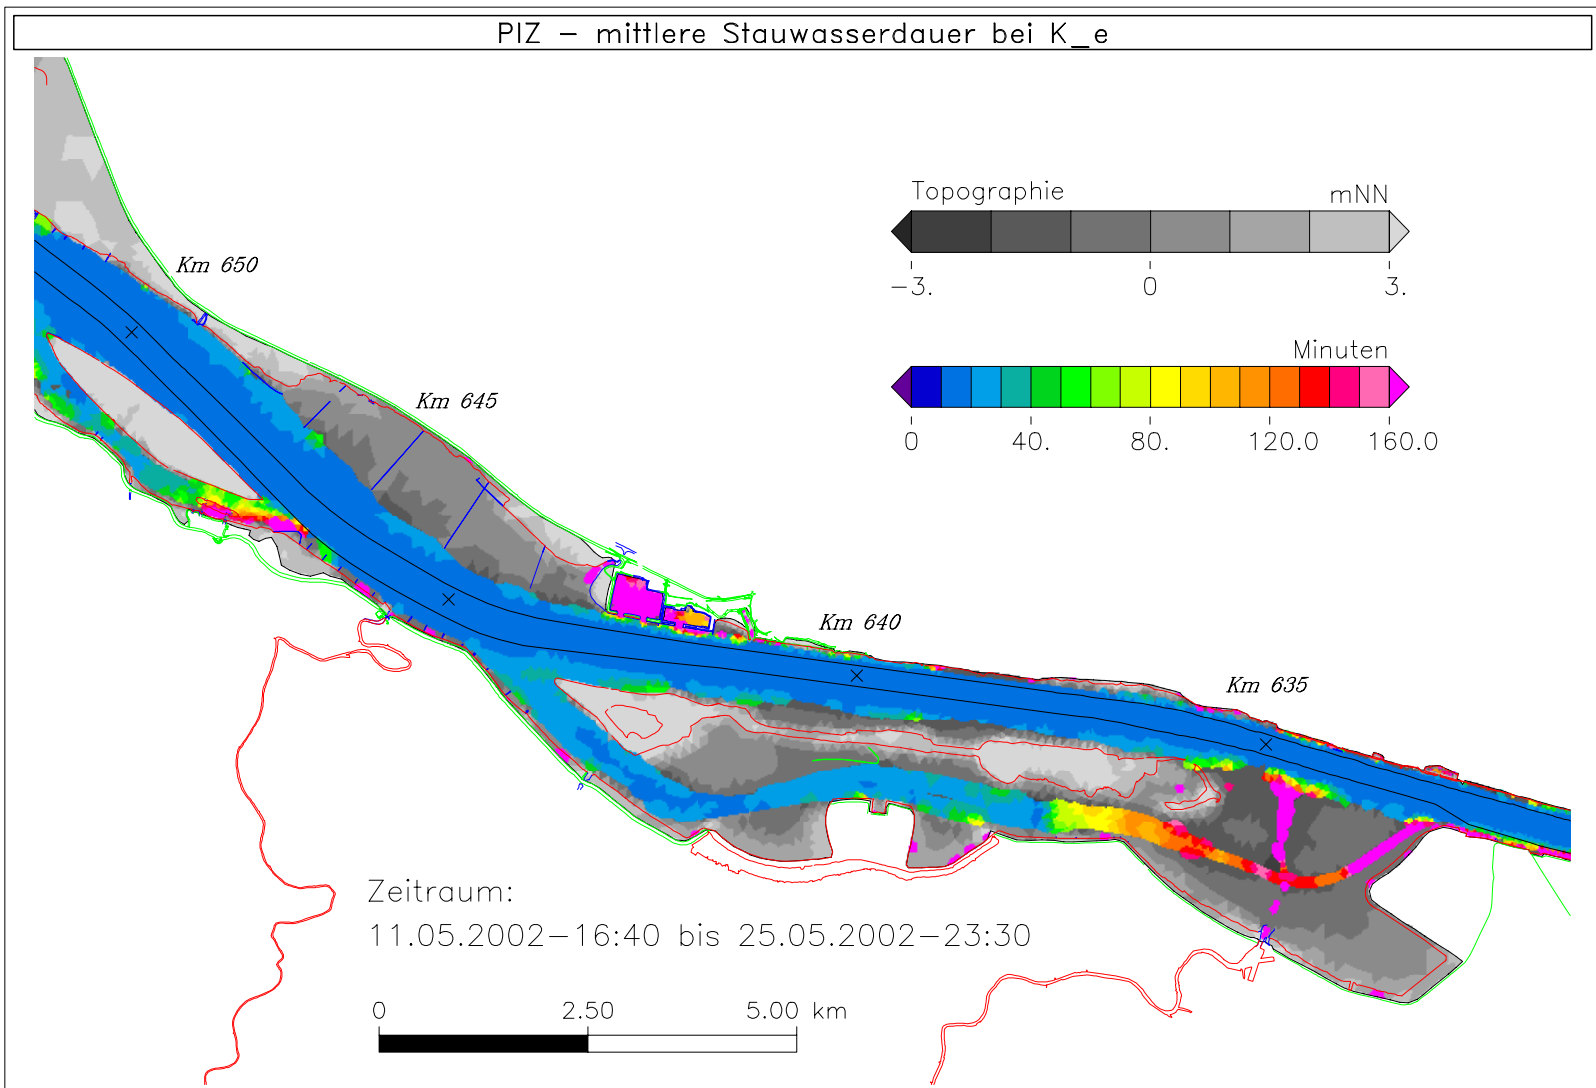 PIZ – mittlere Stauwasserdauer bei K_e
Topographie mNN
−3. 0 3.
Km 650
Minuten
0 40. 80. 120.0 160.0
Km 645
Km 640
Km 635
Zeitraum:
11.05.2002−16:40 bis 25.05.2002−23:30
0 2.50 5.00 km